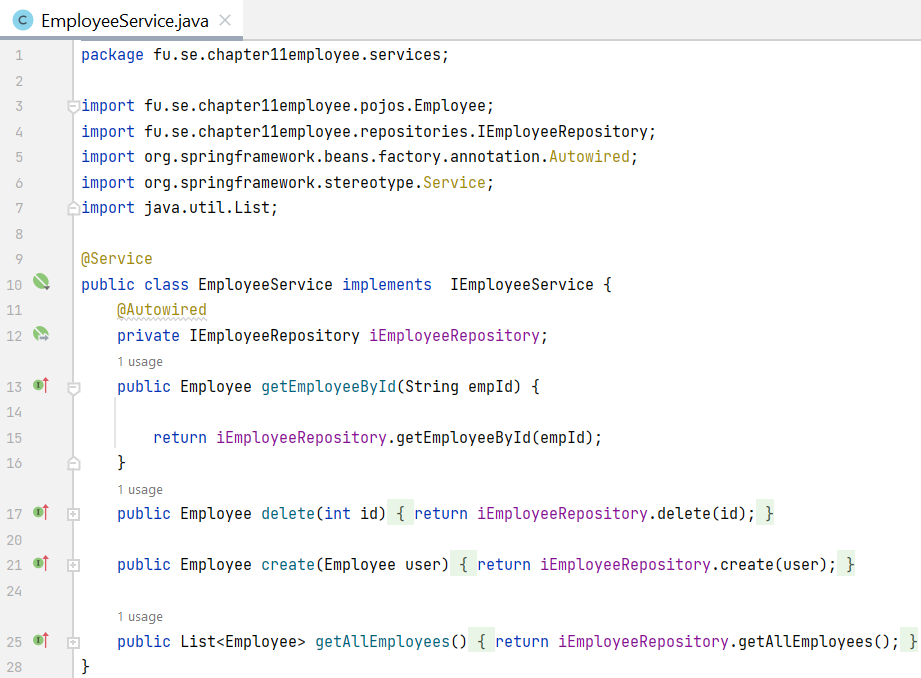 C EmployeeService.java
1 package fu.se.chapter11employee.services;
2
3 import fu.se.chapter11employee.pojos.Employee;
4 import fu.se.chapter11employee.repositories.IEmployeeRepository;
5 import org.springframework.beans.factory.annotation.Autowired;
6 import org.springframework.stereotype.Service;
7 import java.util.List;
8
9 @Service
10 public class EmployeeService implements  IEmployeeService {
11     @Autowired
12     private IEmployeeRepository iEmployeeRepository;
1 usage
13     public Employee getEmployeeById(String empId) {
14
15         return iEmployeeRepository.getEmployeeById(empId);
16     }
1 usage
17     public Employee delete(int id) { return iEmployeeRepository.delete(id); }
20
21     public Employee create(Employee user) { return iEmployeeRepository.create(user); }
24
1 usage
25     public List<Employee> getAllEmployees() { return iEmployeeRepository.getAllEmployees(); }
28 }